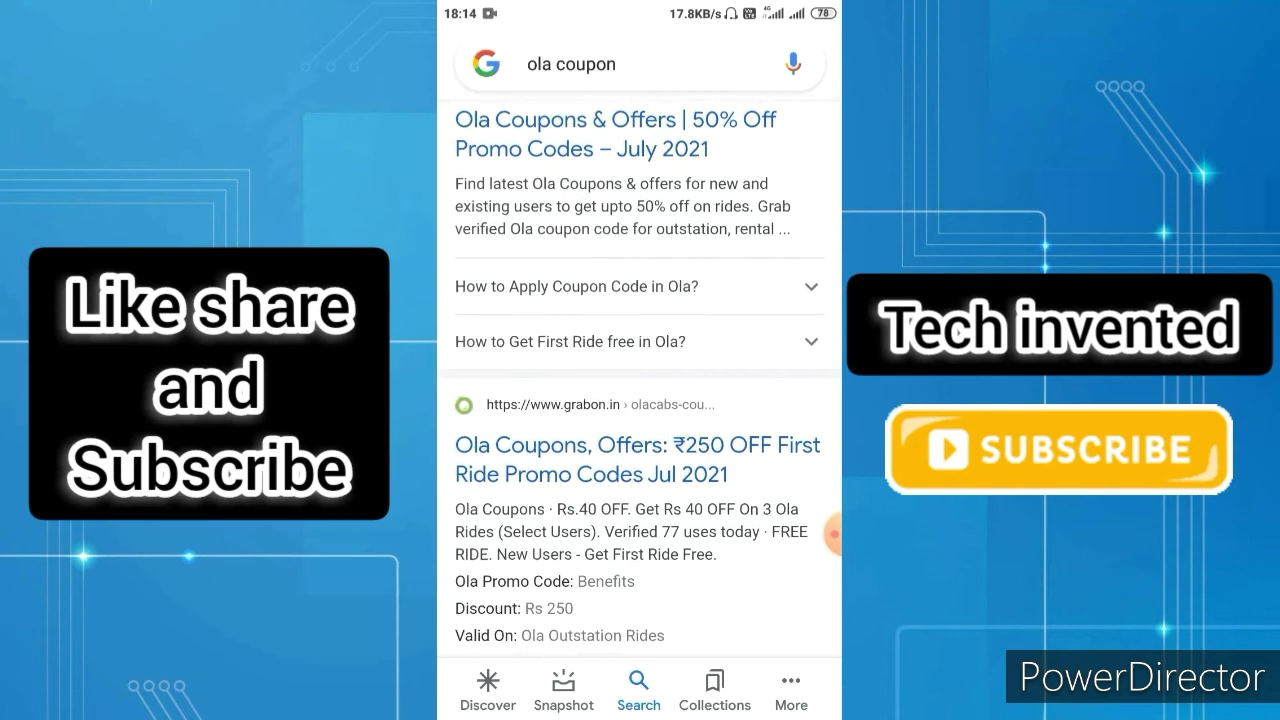 18:14
17.8KB/s
4G
78
ola coupon
Ola Coupons & Offers | 50% Off
Promo Codes – July 2021
Find latest Ola Coupons & offers for new and
existing users to get upto 50% off on rides. Grab
verified Ola coupon code for outstation, rental ...
How to Apply Coupon Code in Ola?
How to Get First Ride free in Ola?
https://www.grabon.in › olacabs-cou...
Ola Coupons, Offers: ₹250 OFF First
Ride Promo Codes Jul 2021
Ola Coupons · Rs.40 OFF. Get Rs 40 OFF On 3 Ola
Rides (Select Users). Verified 77 uses today · FREE
RIDE. New Users - Get First Ride Free.
Ola Promo Code: Benefits
Discount: Rs 250
Valid On: Ola Outstation Rides
Discover
Snapshot
Search
Collections
More
Like share
and
Subscribe
Tech invented
SUBSCRIBE
PowerDirector